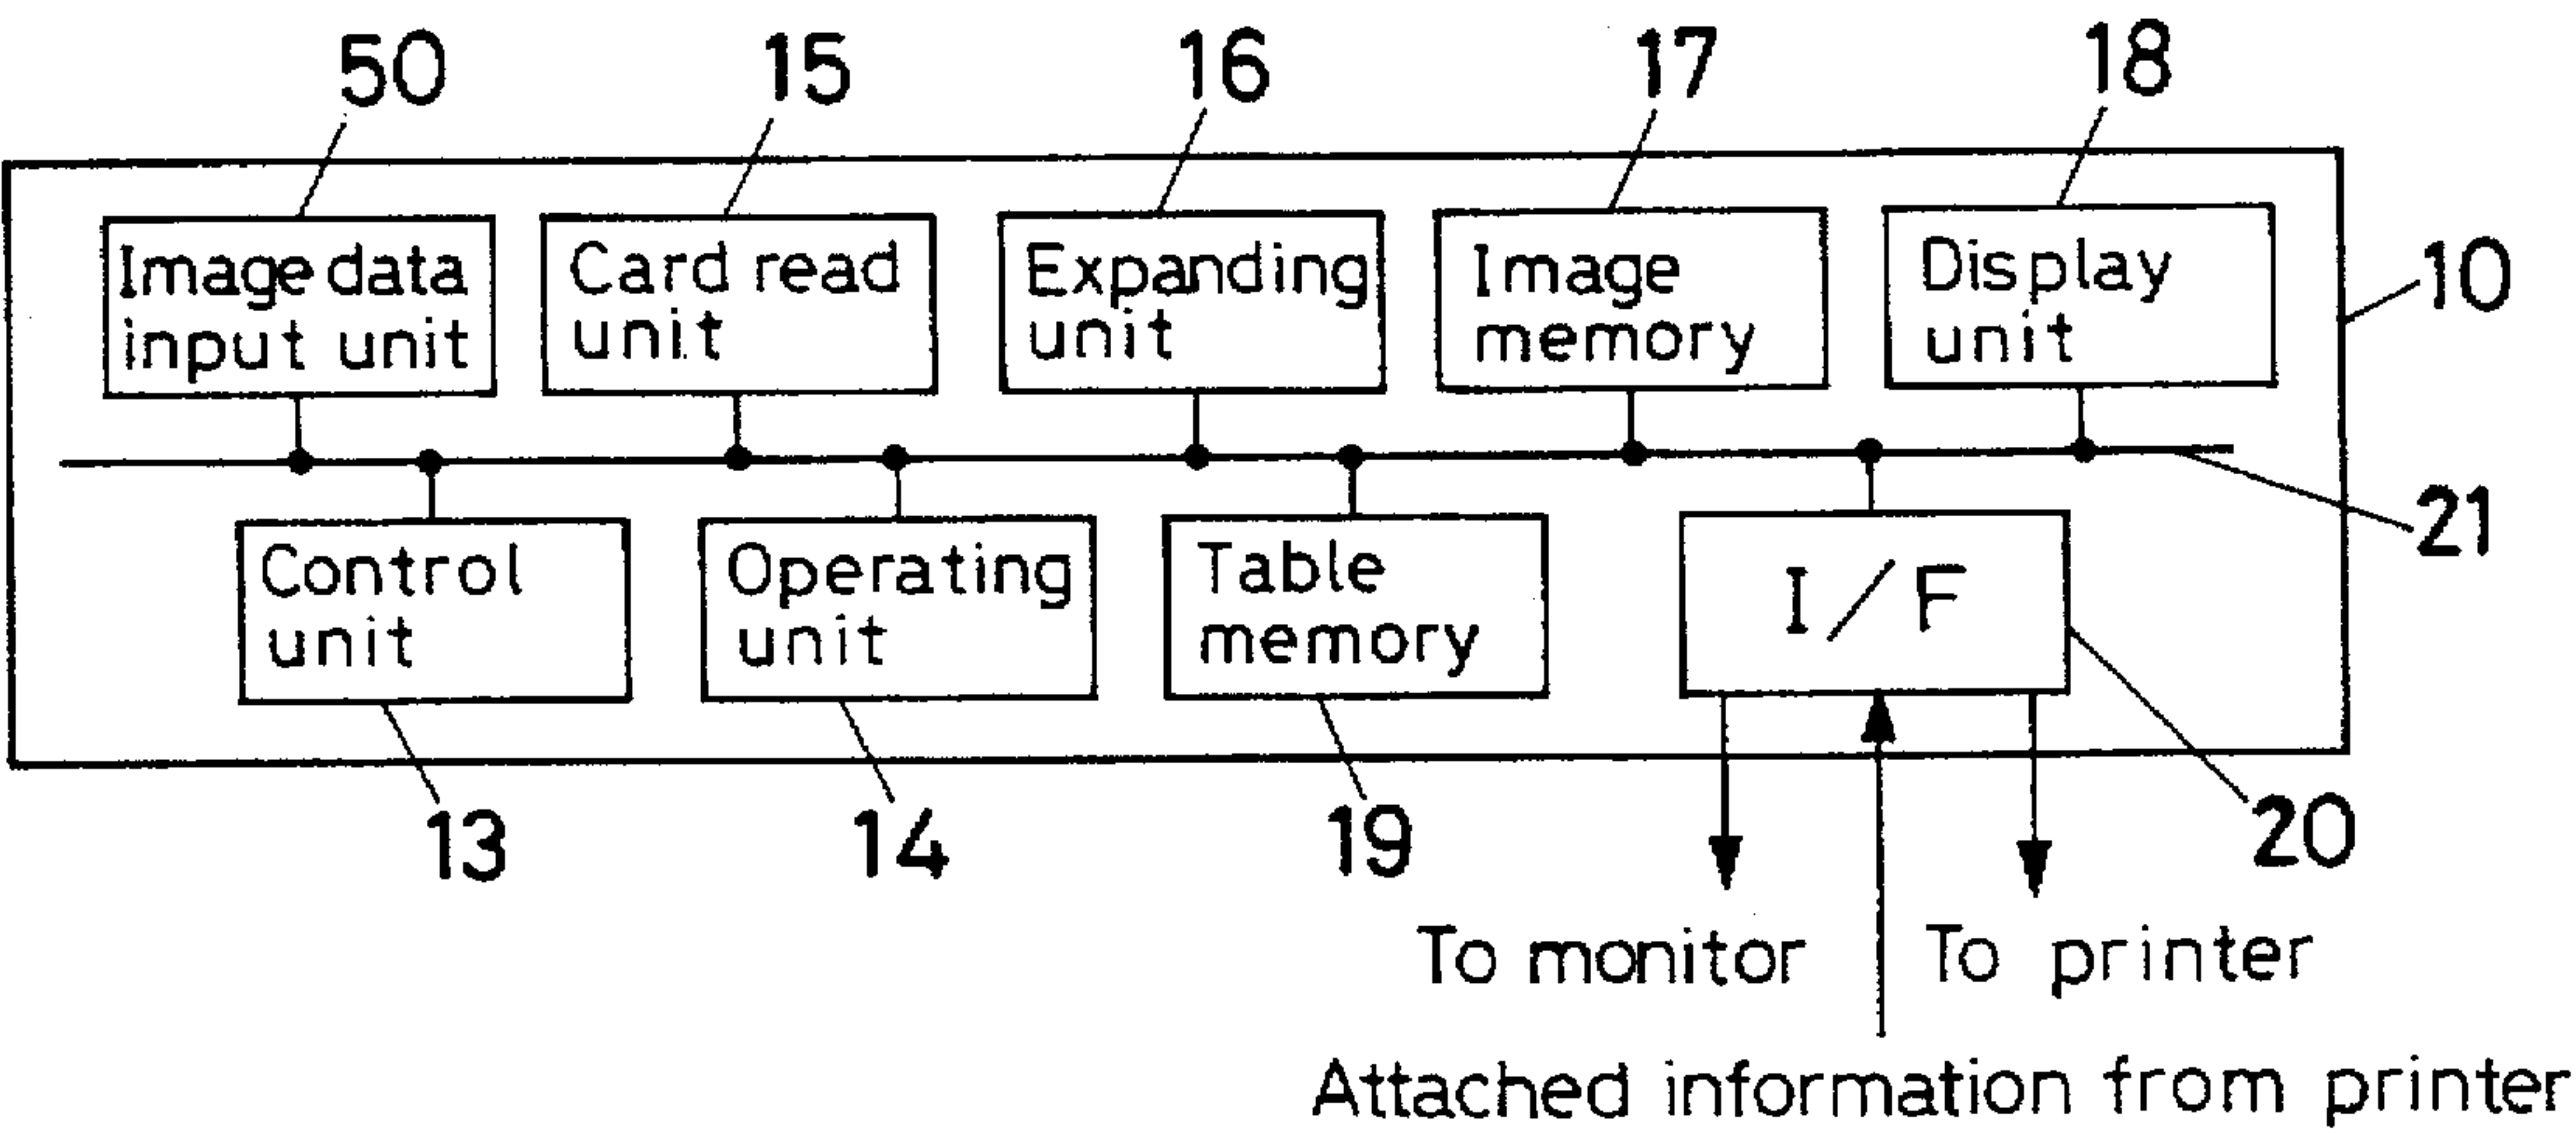 50 15 16 17 18
Image data
input unit
Card read
unit
Expanding
unit
Image
memory
Display
unit
10
21
Control
unit
Operating
unit
Table
memory
I/F
13 14 19 20
To monitor
To printer
Attached information from printer